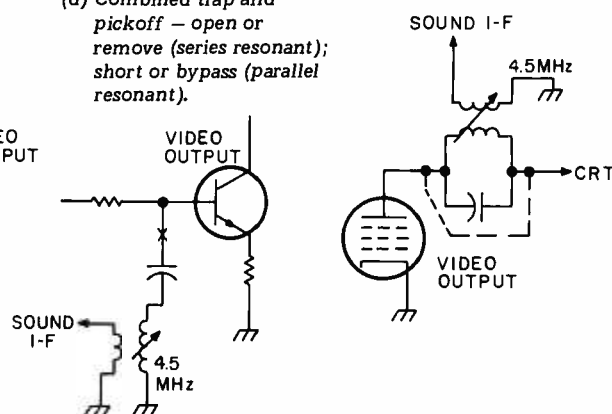 (d) Combined trap and
pickoff — open or
remove (series resonant);
short or bypass (parallel
resonant).
SOUND I-F
4.5MHz
VIDEO
OUTPUT
CRT
VIDEO
OUTPUT
SOUND
I-F
4.5
MHz